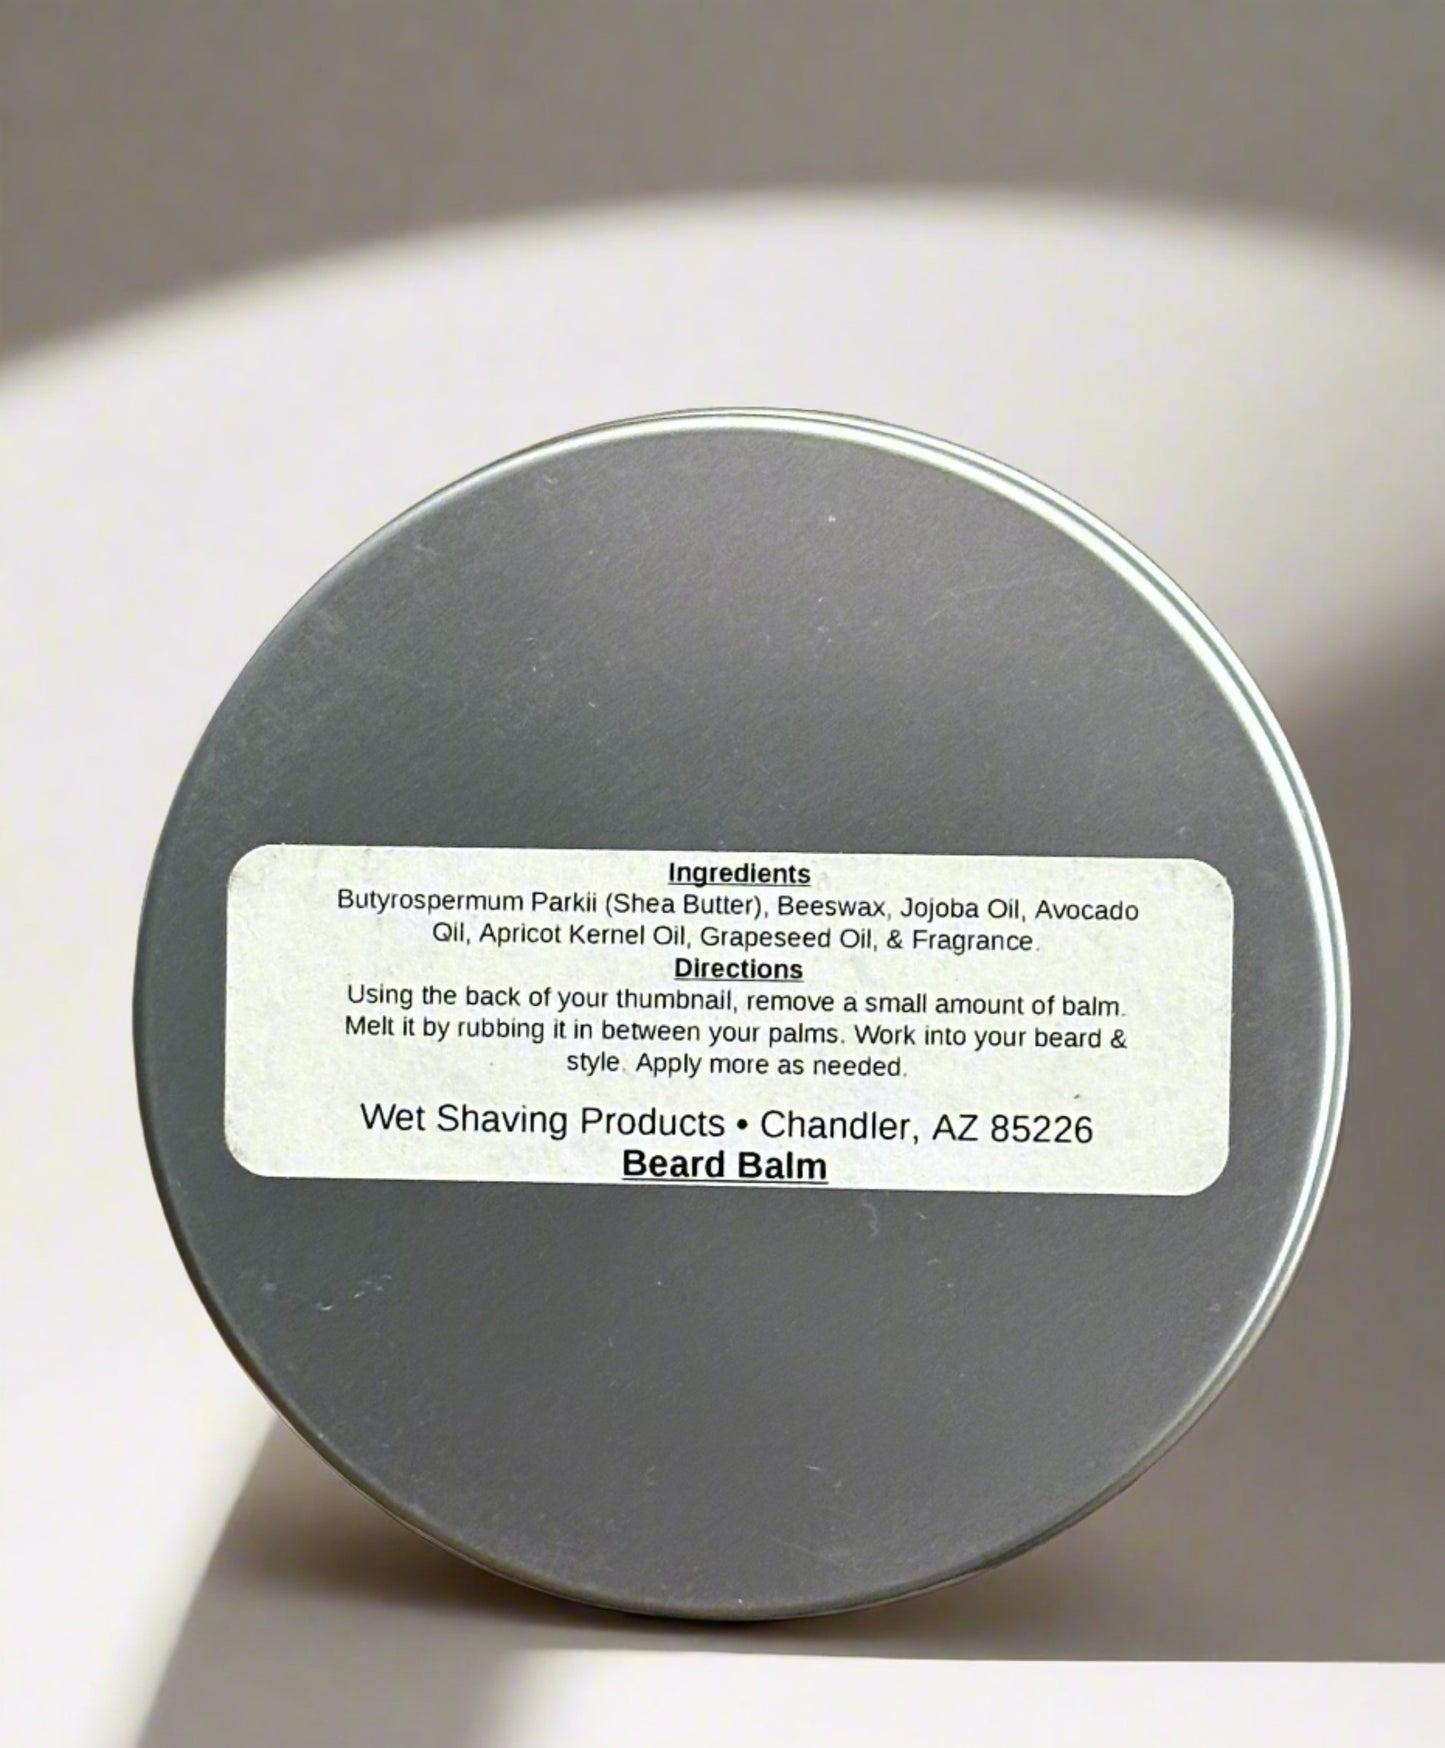 Ingredients
Butyrospermum Parkii (Shea Butter), Beeswax, Jojoba Oil, Avocado
Oil, Apricot Kernel Oil, Grapeseed Oil, & Fragrance.
Directions
Using the back of your thumbnail, remove a small amount of balm.
Melt it by rubbing it in between your palms. Work into your beard &
style. Apply more as needed.
Wet Shaving Products • Chandler, AZ 85226
Beard Balm